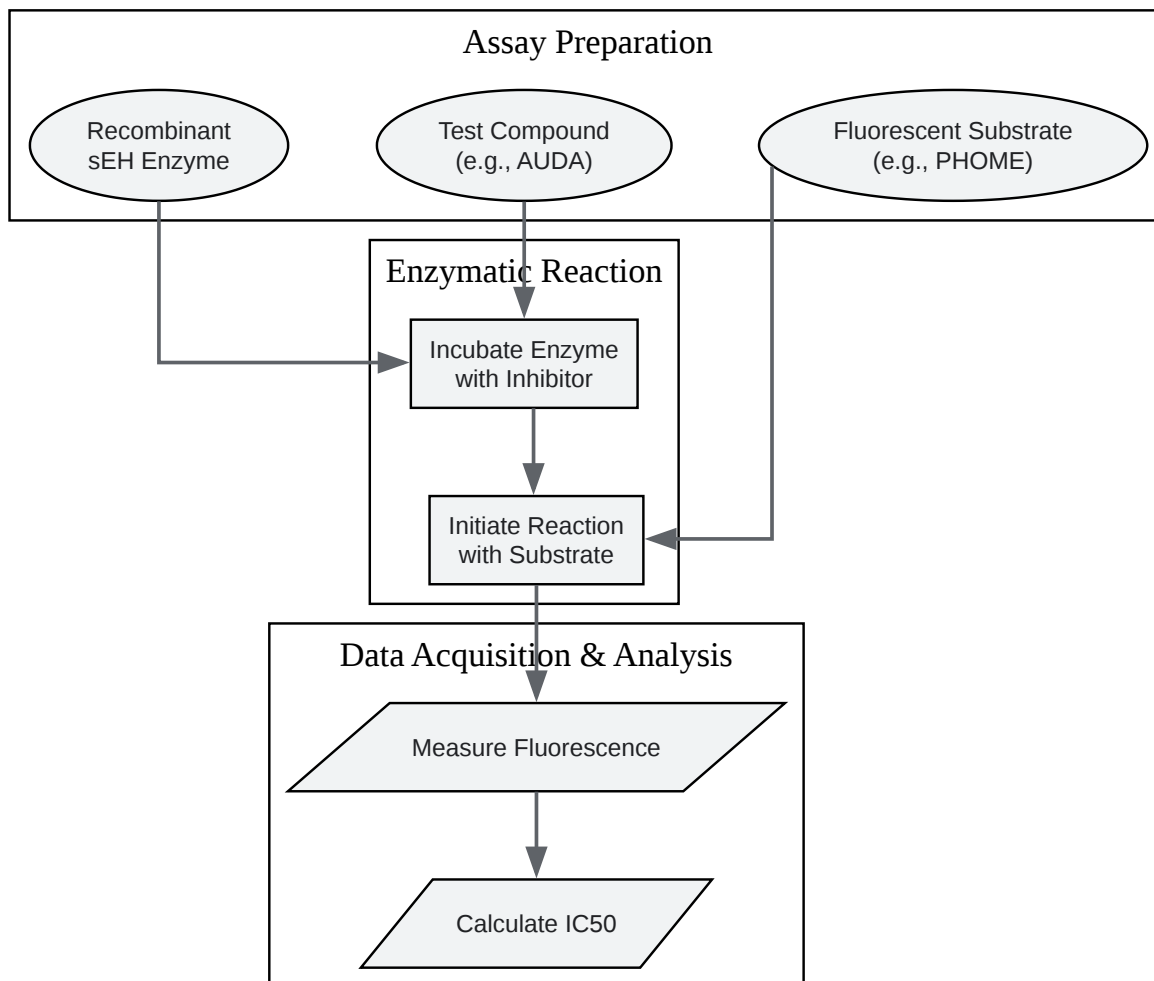 Assay Preparation
Recombinant
sEH Enzyme
Test Compound
(e.g., AUDA)
Fluorescent Substrate
(e.g., PHOME)
Enzymatic Reaction
Incubate Enzyme
with Inhibitor
Initiate Reaction
with Substrate
Data Acquisition & Analysis
Measure Fluorescence
Calculate IC50